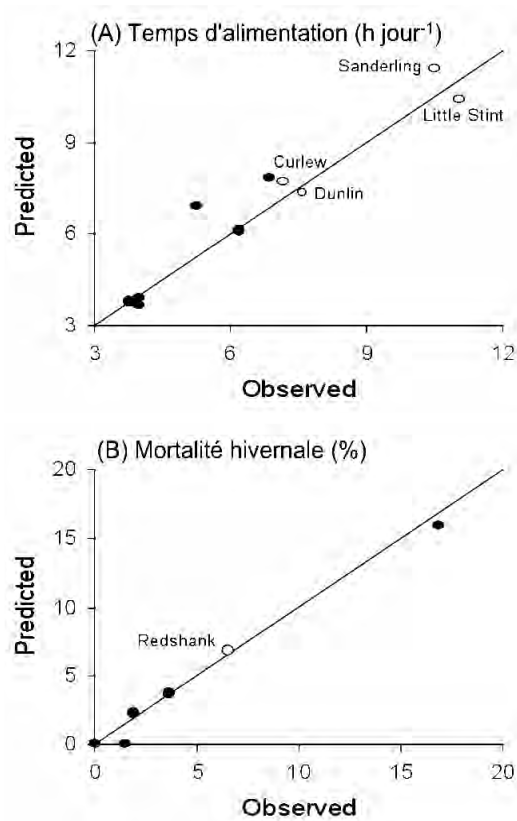 (A) Temps d'alimentation (h jour-1)
12
Sanderling
Little Stint
9
Curlew
Dunlin
Predicted
6
3
3 6 9 12
Observed
(B) Mortalité hivernale (%)
20
15
Predicted
10
Redshank
5
0
0 5 10 15 20
Observed